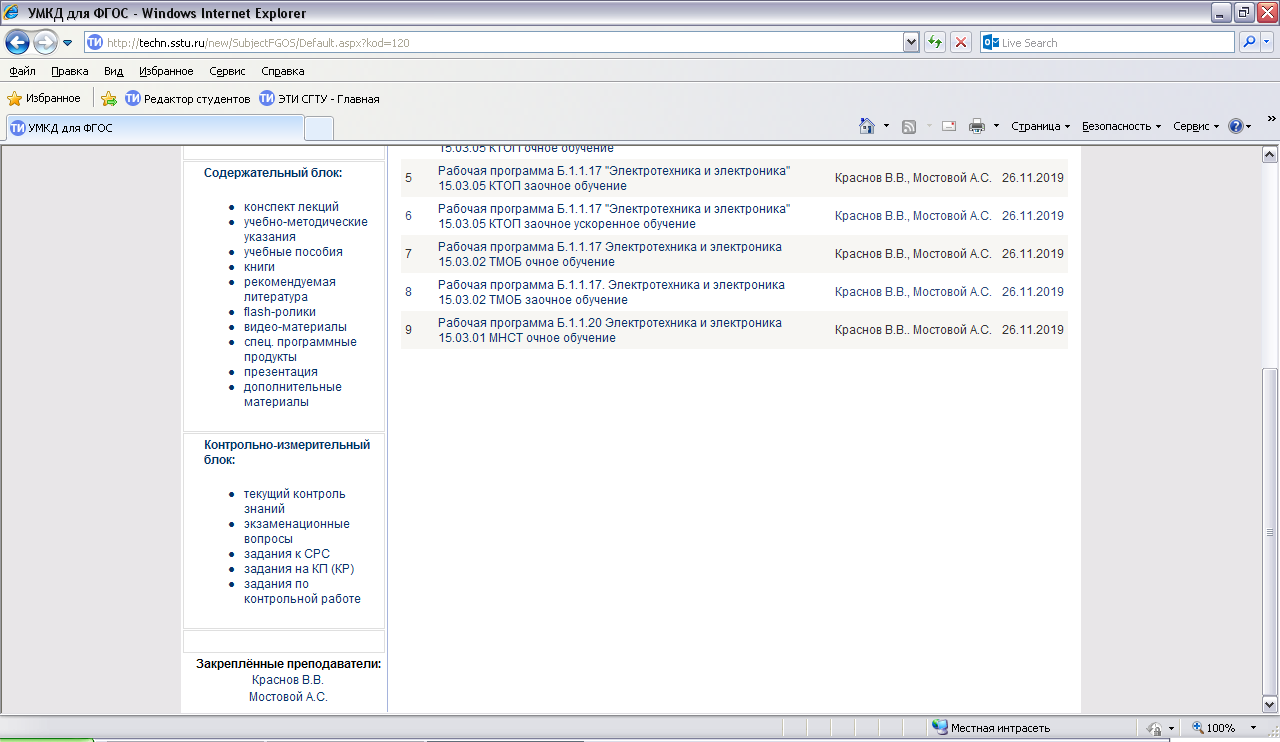 УМКД для ФГОС - Windows Internet Explorer
http://techn.sstu.ru/new/SubjectFGOS/Default.aspx?kod=120
Live Search
Файл Правка Вид Избранное Сервис Справка
Избранное Редактор студентов ЭТИ СГТУ - Главная
УМКД для ФГОС
Страница Безопасность Сервис
Содержательный блок:
конспект лекций
учебно-методические
указания
учебные пособия
книги
рекомендуемая
литература
flash-ролики
видео-материалы
спец. программные
продукты
презентация
дополнительные
материалы
Контрольно-измерительный
блок:
текущий контроль
знаний
экзаменационные
вопросы
задания к СРС
задания на КП (КР)
задания по
контрольной работе
Закреплённые преподаватели:
Краснов В.В.
Мостовой А.С.
15.03.05 КТОП очное обучение
5 Рабочая программа Б.1.1.17 "Электротехника и электроника" Краснов В.В., Мостовой А.С. 26.11.2019
15.03.05 КТОП заочное обучение
6 Рабочая программа Б.1.1.17 "Электротехника и электроника" Краснов В.В., Мостовой А.С. 26.11.2019
15.03.05 КТОП заочное ускоренное обучение
7 Рабочая программа Б.1.1.17 Электротехника и электроника Краснов В.В., Мостовой А.С. 26.11.2019
15.03.02 ТМОБ очное обучение
8 Рабочая программа Б.1.1.17. Электротехника и электроника Краснов В.В., Мостовой А.С. 26.11.2019
15.03.02 ТМОБ заочное обучение
9 Рабочая программа Б.1.1.20 Электротехника и электроника Краснов В.В.. Мостовой А.С. 26.11.2019
15.03.01 МНСТ очное обучение
Местная интрасеть
100%